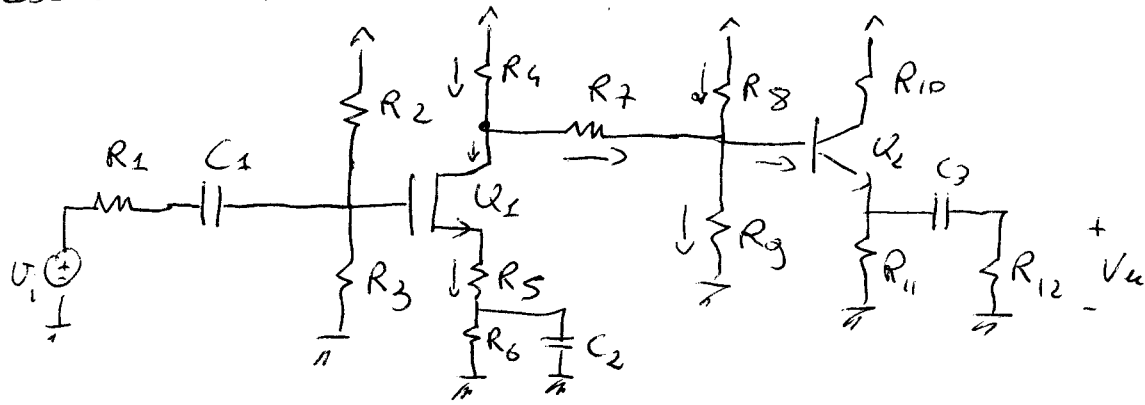 R4
R2
R7
R8
R10
R1
C1
Q1
Q2
C3
Vi
+
-
R3
R5
R9
R11
R12
+
Vu
-
R6
C2